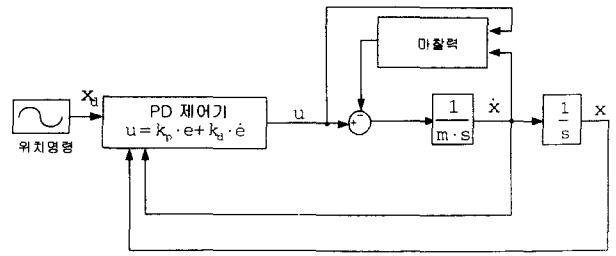 마찰력
x_d
PD 제어기
u = k_p · e + k_d · ė
위치명령
u
+
-
1
m · s
ẋ
1
s
x